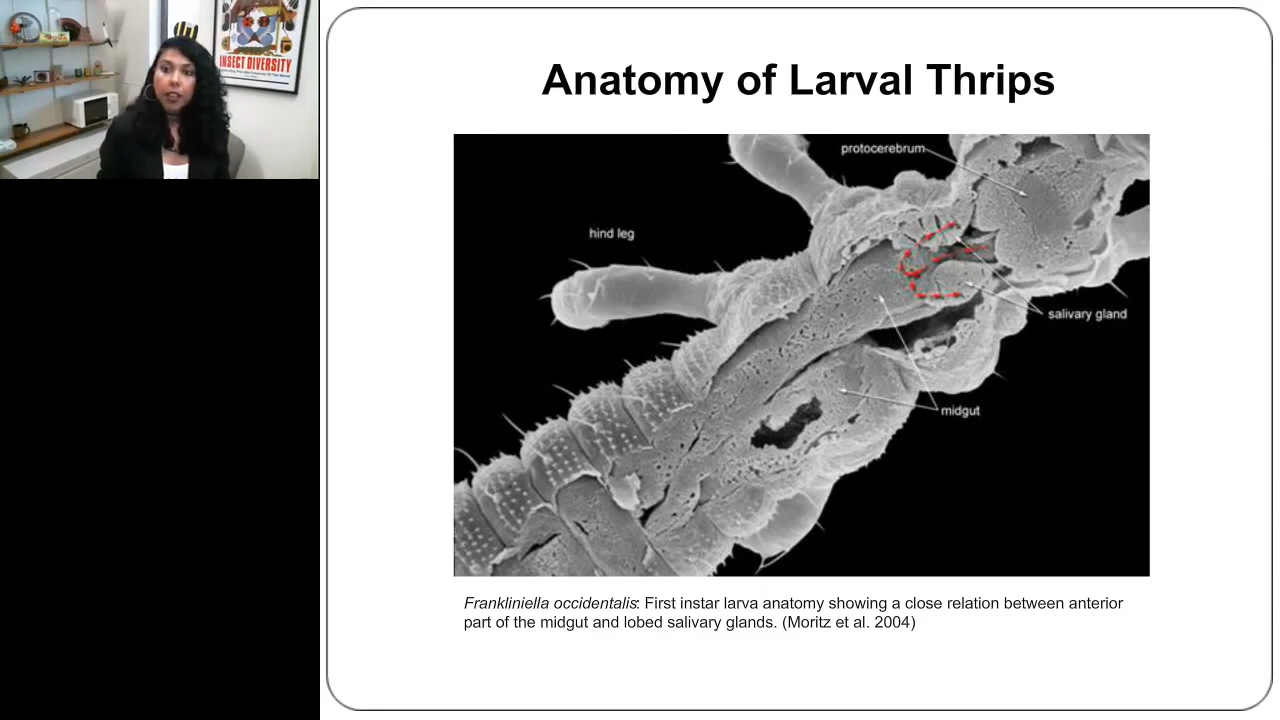 INSECT DIVERSITY
Anatomy of Larval Thrips
protocerebrum
hind leg
salivary gland
midgut
Frankliniella occidentalis: First instar larva anatomy showing a close relation between anterior
part of the midgut and lobed salivary glands. (Moritz et al. 2004)